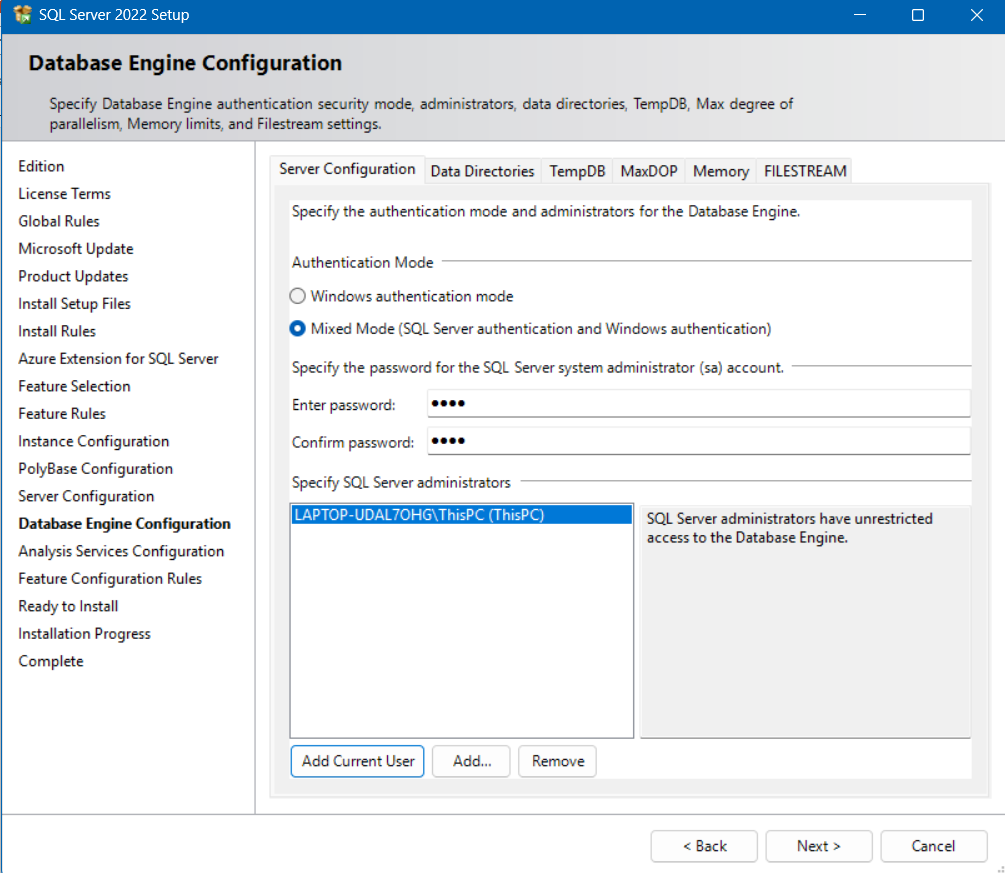 SQL Server 2022 Setup
Database Engine Configuration
Specify Database Engine authentication security mode, administrators, data directories, TempDB, Max degree of
parallelism, Memory limits, and Filestream settings.
Edition
License Terms
Global Rules
Microsoft Update
Product Updates
Install Setup Files
Install Rules
Azure Extension for SQL Server
Feature Selection
Feature Rules
Instance Configuration
PolyBase Configuration
Server Configuration
Database Engine Configuration
Analysis Services Configuration
Feature Configuration Rules
Ready to Install
Installation Progress
Complete
Server Configuration Data Directories TempDB MaxDOP Memory FILESTREAM
Specify the authentication mode and administrators for the Database Engine.
Authentication Mode
Windows authentication mode
Mixed Mode (SQL Server authentication and Windows authentication)
Specify the password for the SQL Server system administrator (sa) account.
Enter password: ●●●●
Confirm password: ●●●●
Specify SQL Server administrators
LAPTOP-UDAL7OHG\ThisPC (ThisPC)
SQL Server administrators have unrestricted
access to the Database Engine.
Add Current User Add... Remove
< Back Next > Cancel